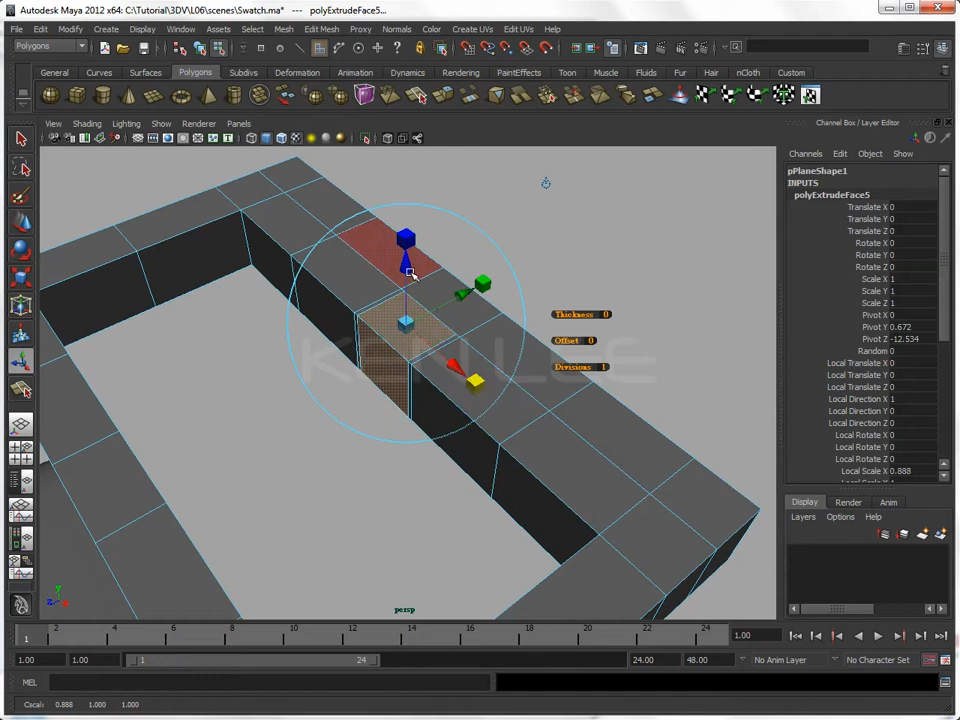 Autodesk Maya 2012 x64: C:\Tutorial\3DV\L06\scenes\Swatch.ma* --- polyExtrudeFace5
File Edit Modify Create Display Window Assets Select Mesh Edit Mesh Proxy Normals Color Create UVs Edit UVs Help
Polygons
General Curves Surfaces Polygons Subdivs Deformation Animation Dynamics Rendering PaintEffects Toon Muscle Fluids Fur Hair nCloth Custom
View Shading Lighting Show Renderer Panels
Channel Box / Layer Editor
Channels Edit Object Show
pPlaneShape1
INPUTS
polyExtrudeFace5
Translate X 0
Translate Y 0
Translate Z 0
Rotate X 0
Rotate Y 0
Rotate Z 0
Scale X 1
Scale Y 1
Scale Z 1
Pivot X 0
Pivot Y 0.672
Pivot Z -12.534
Random 0
Local Translate X 0
Local Translate Y 0
Local Translate Z 0
Local Direction X 1
Local Direction Y 0
Local Direction Z 0
Local Rotate X 0
Local Rotate Y 0
Local Rotate Z 0
Local Scale X 0.888
Thickness 0
Offset 0
Divisions 1
KEN LEE
Display Render Anim
Layers Options Help
y
z x
persp
1 2 4 6 8 10 12 14 16 18 20 22 24 1.00
1.00 1.00 1 24 24.00 48.00 No Anim Layer No Character Set
MEL
Cscal: 0.888 1.000 1.000